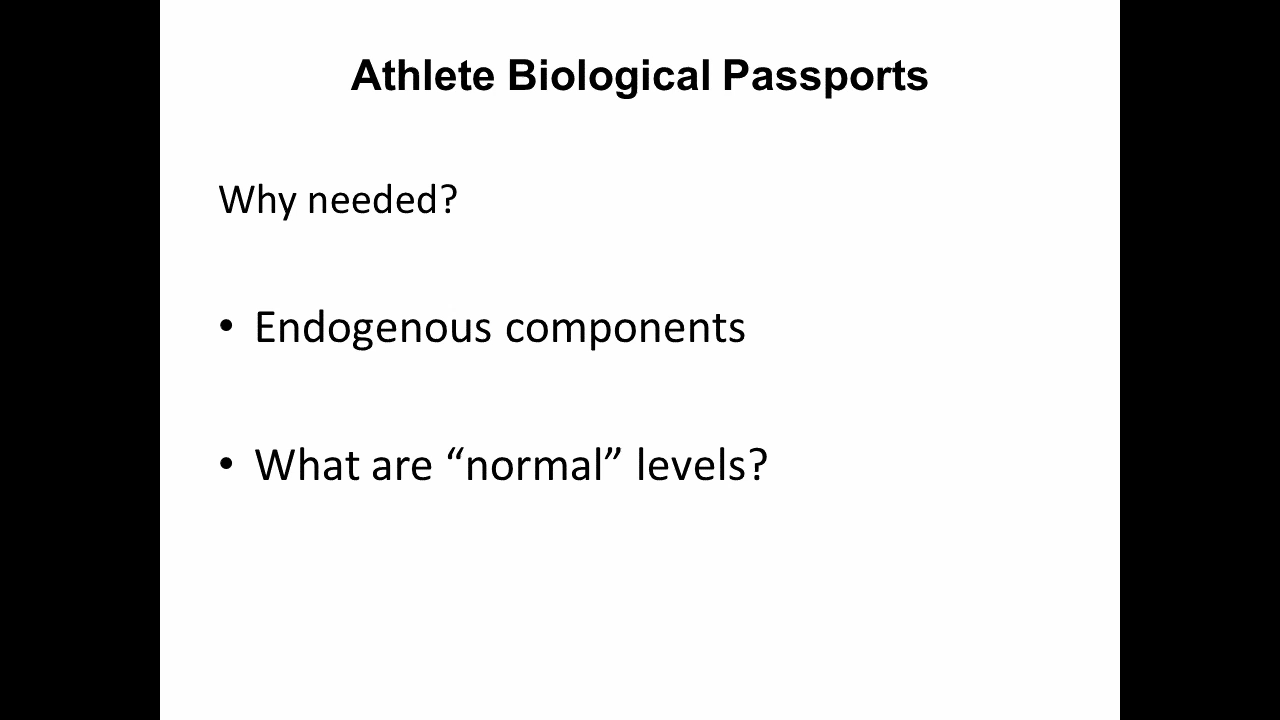 Athlete Biological Passports
Why needed?
• Endogenous components
• What are “normal” levels?